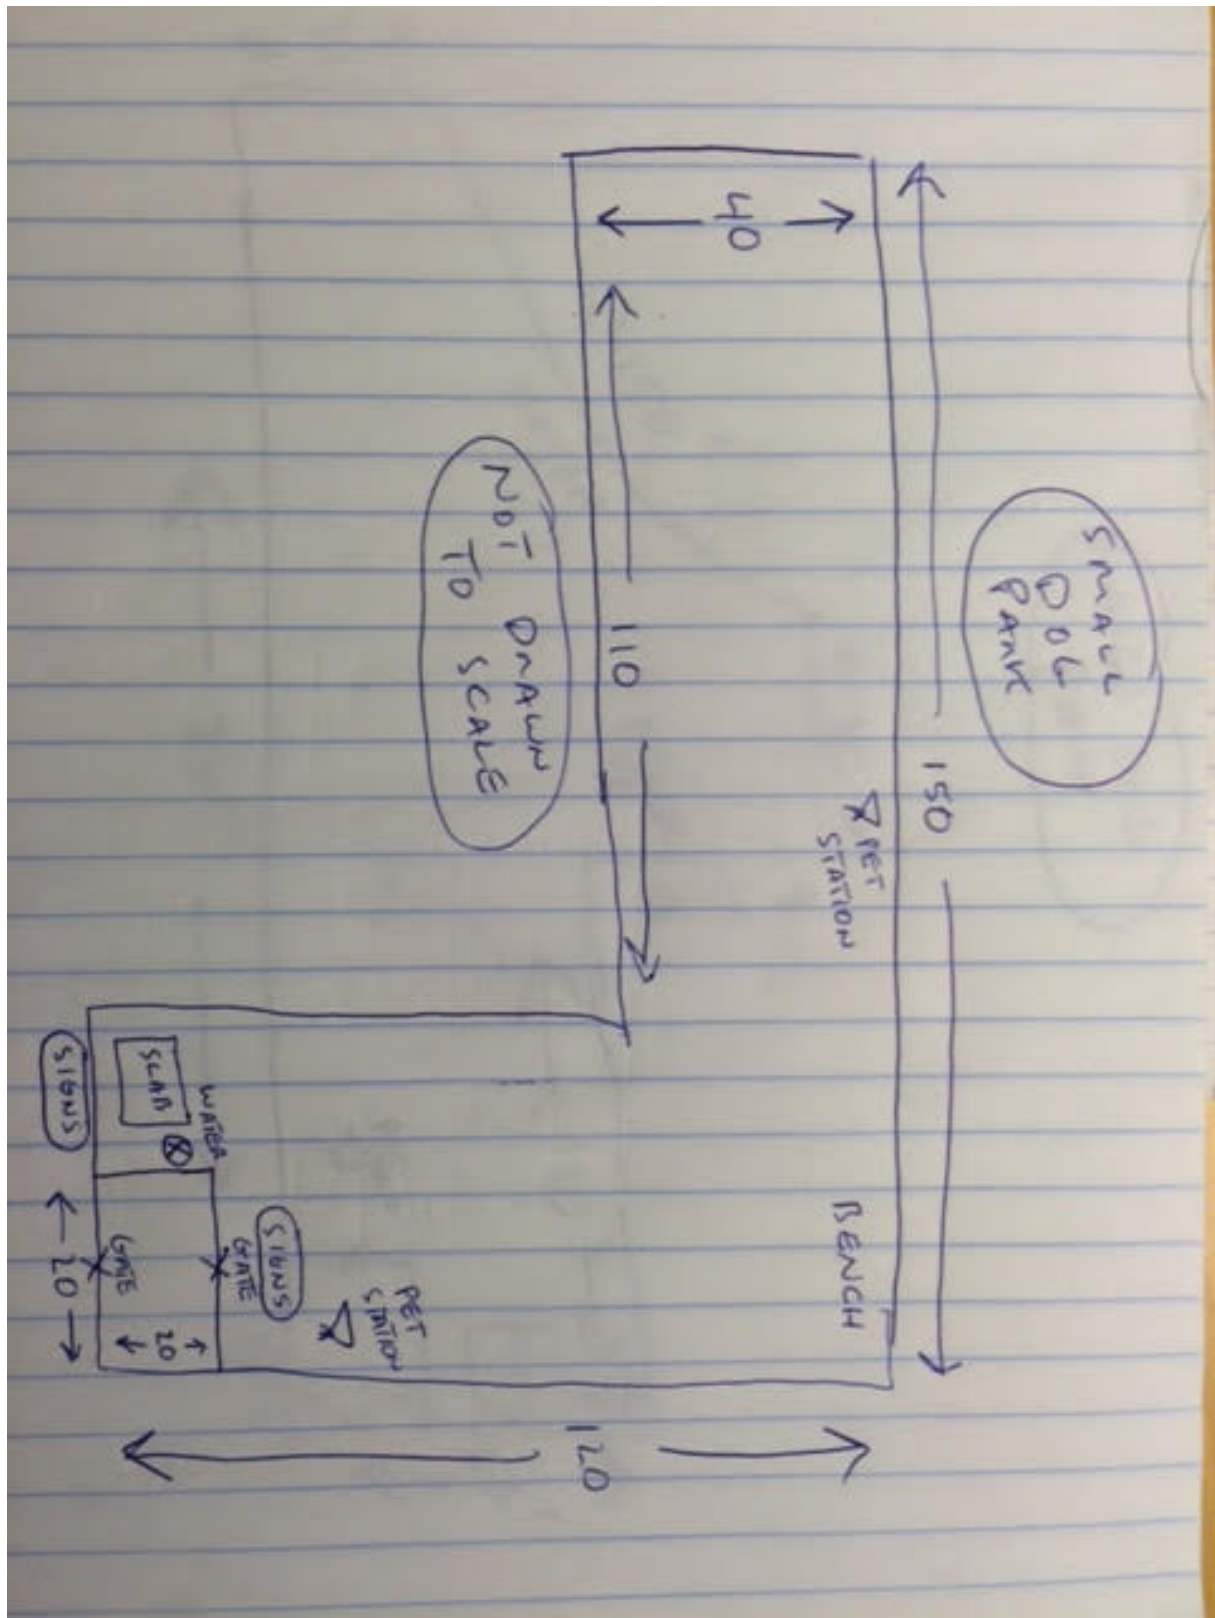 SMALL
DOG
PARK
150
40
PET
STATION
BENCH
110
NOT DRAWN
TO SCALE
120
WATER
SLAB
SIGNS
PET
STATION
SIGNS
GATE
GATE
20
20